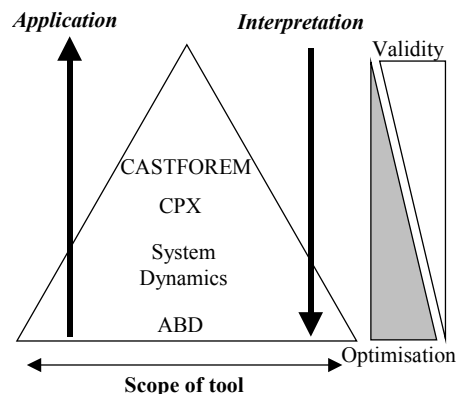 Application
Interpretation
Validity
CASTFOREM
CPX
System
Dynamics
ABD
Optimisation
Scope of tool